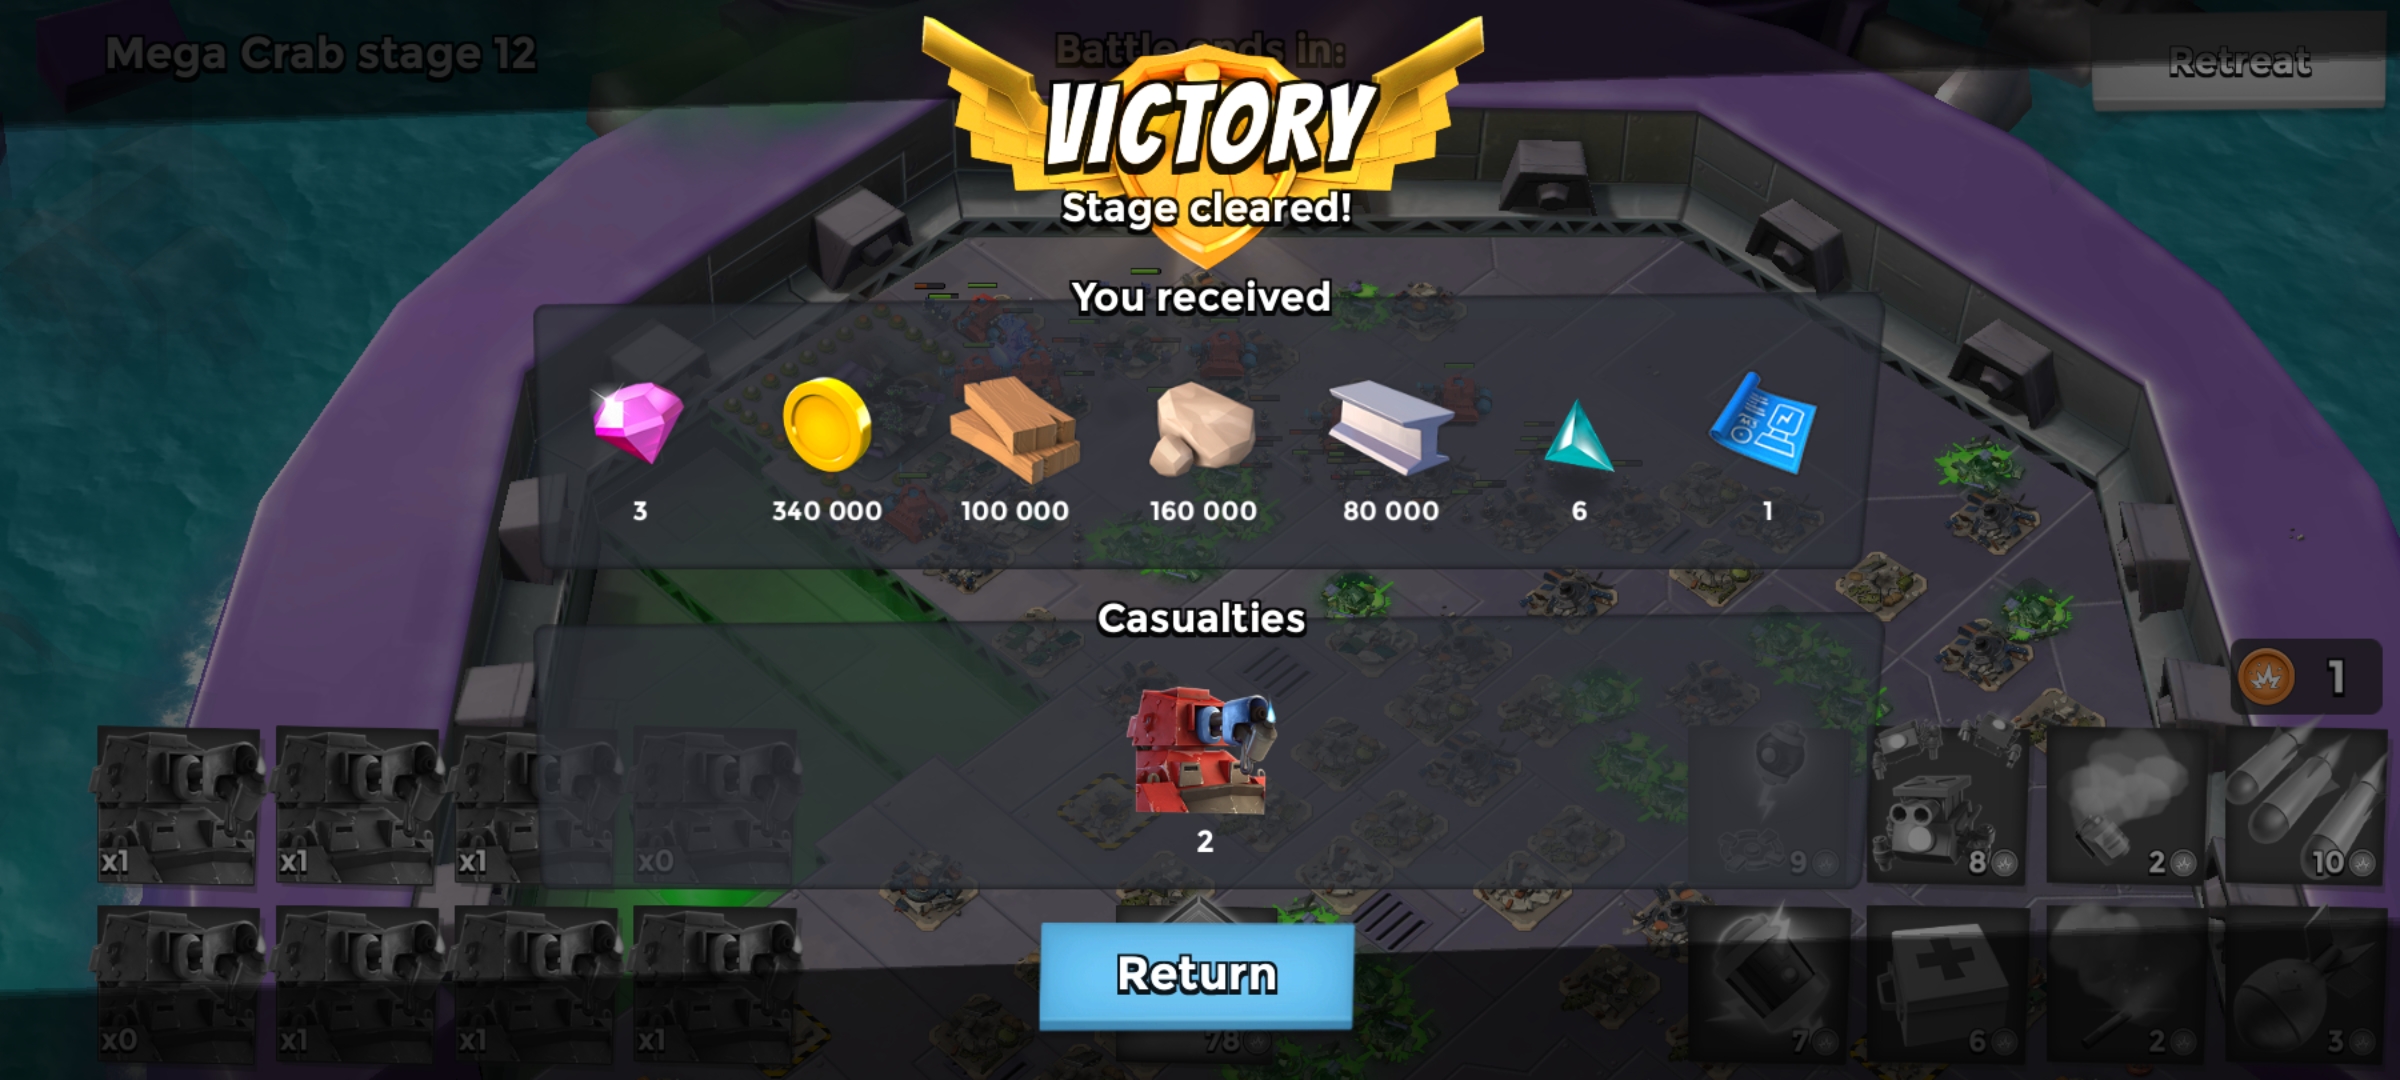 Mega Crab stage 12
Battle ends in:
Retreat
VICTORY
Stage cleared!
You received
3
340 000
100 000
160 000
80 000
6
1
Casualties
2
1
x1
x1
x1
x0
9
8
2
10
Return
x0
x1
x1
x1
78
7
6
2
3